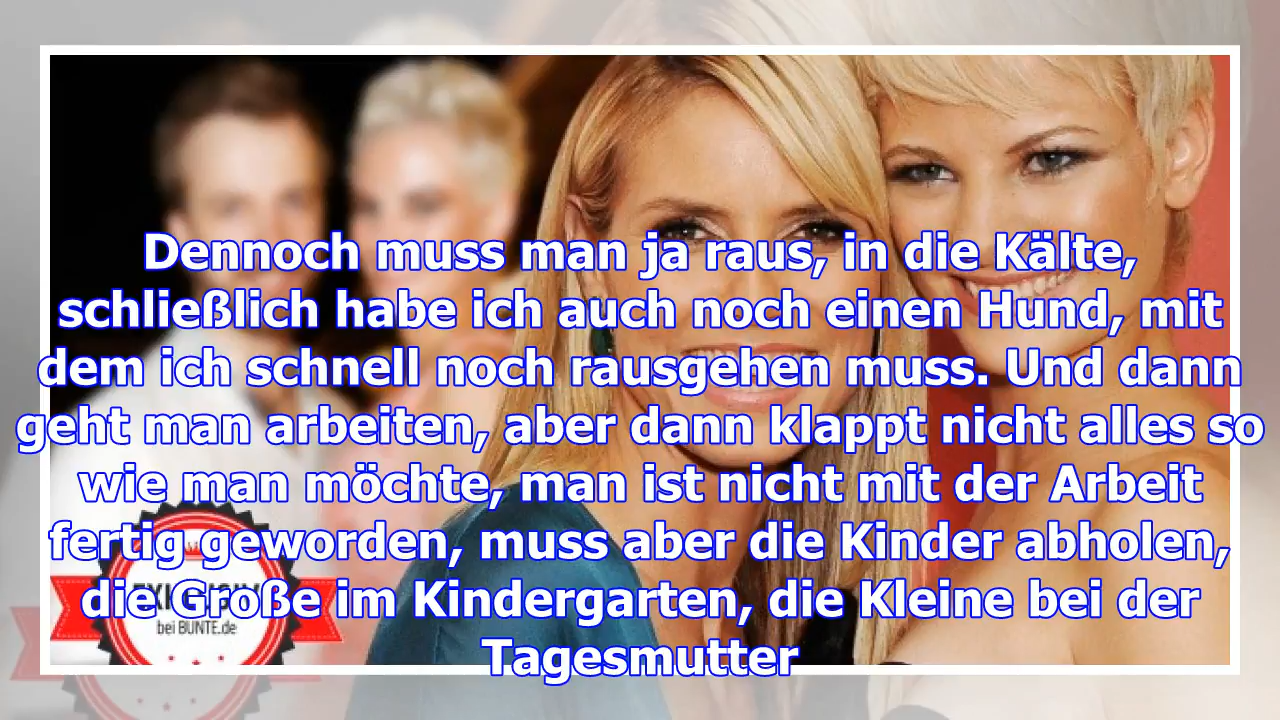 Dennoch muss man ja raus, in die Kälte,
schließlich habe ich auch noch einen Hund, mit
dem ich schnell noch rausgehen muss. Und dann
geht man arbeiten, aber dann klappt nicht alles so
wie man möchte, man ist nicht mit der Arbeit
fertig geworden, muss aber die Kinder abholen,
die Große im Kindergarten, die Kleine bei der
Tagesmutter
EXKLUSIV
bei BUNTE.de